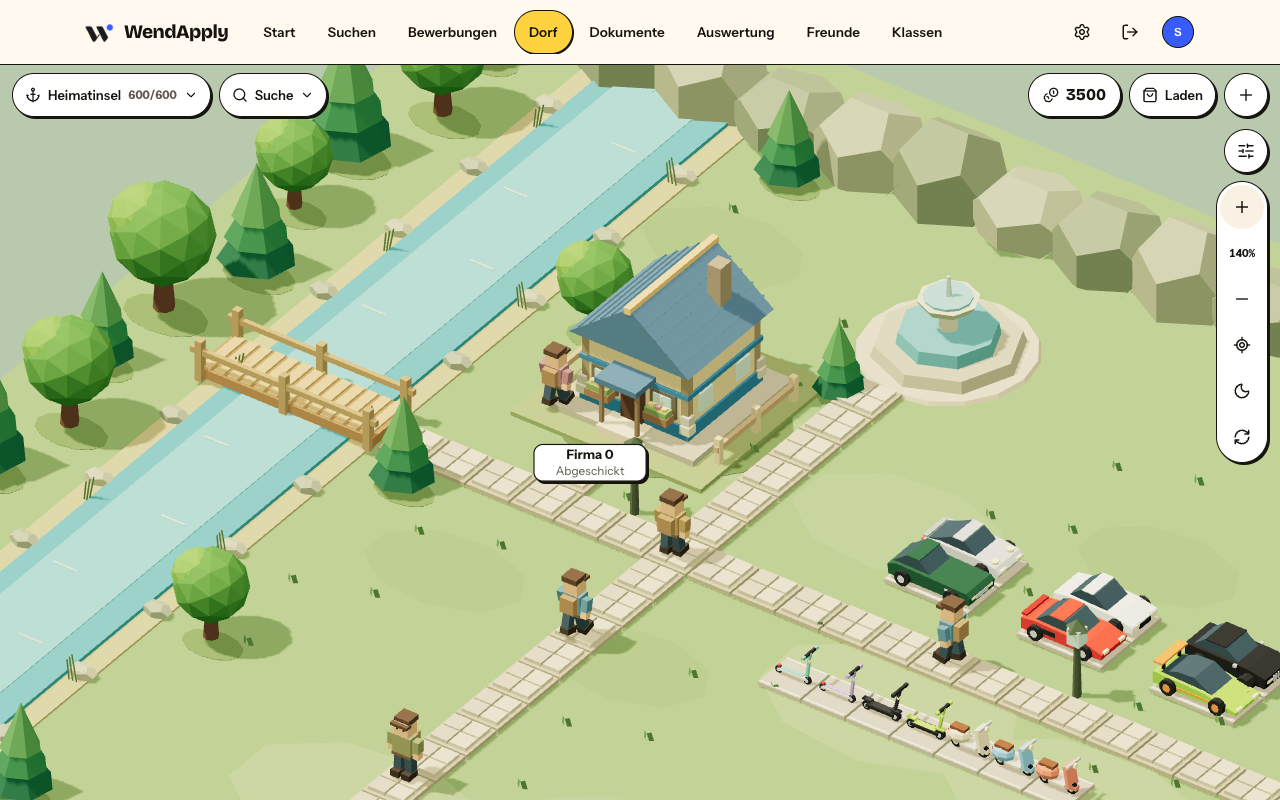 WendApply
Start
Suchen
Bewerbungen
Dorf
Dokumente
Auswertung
Freunde
Klassen
S
Heimatinsel 600/600
Suche
3500
Laden
140%
Firma 0
Abgeschickt